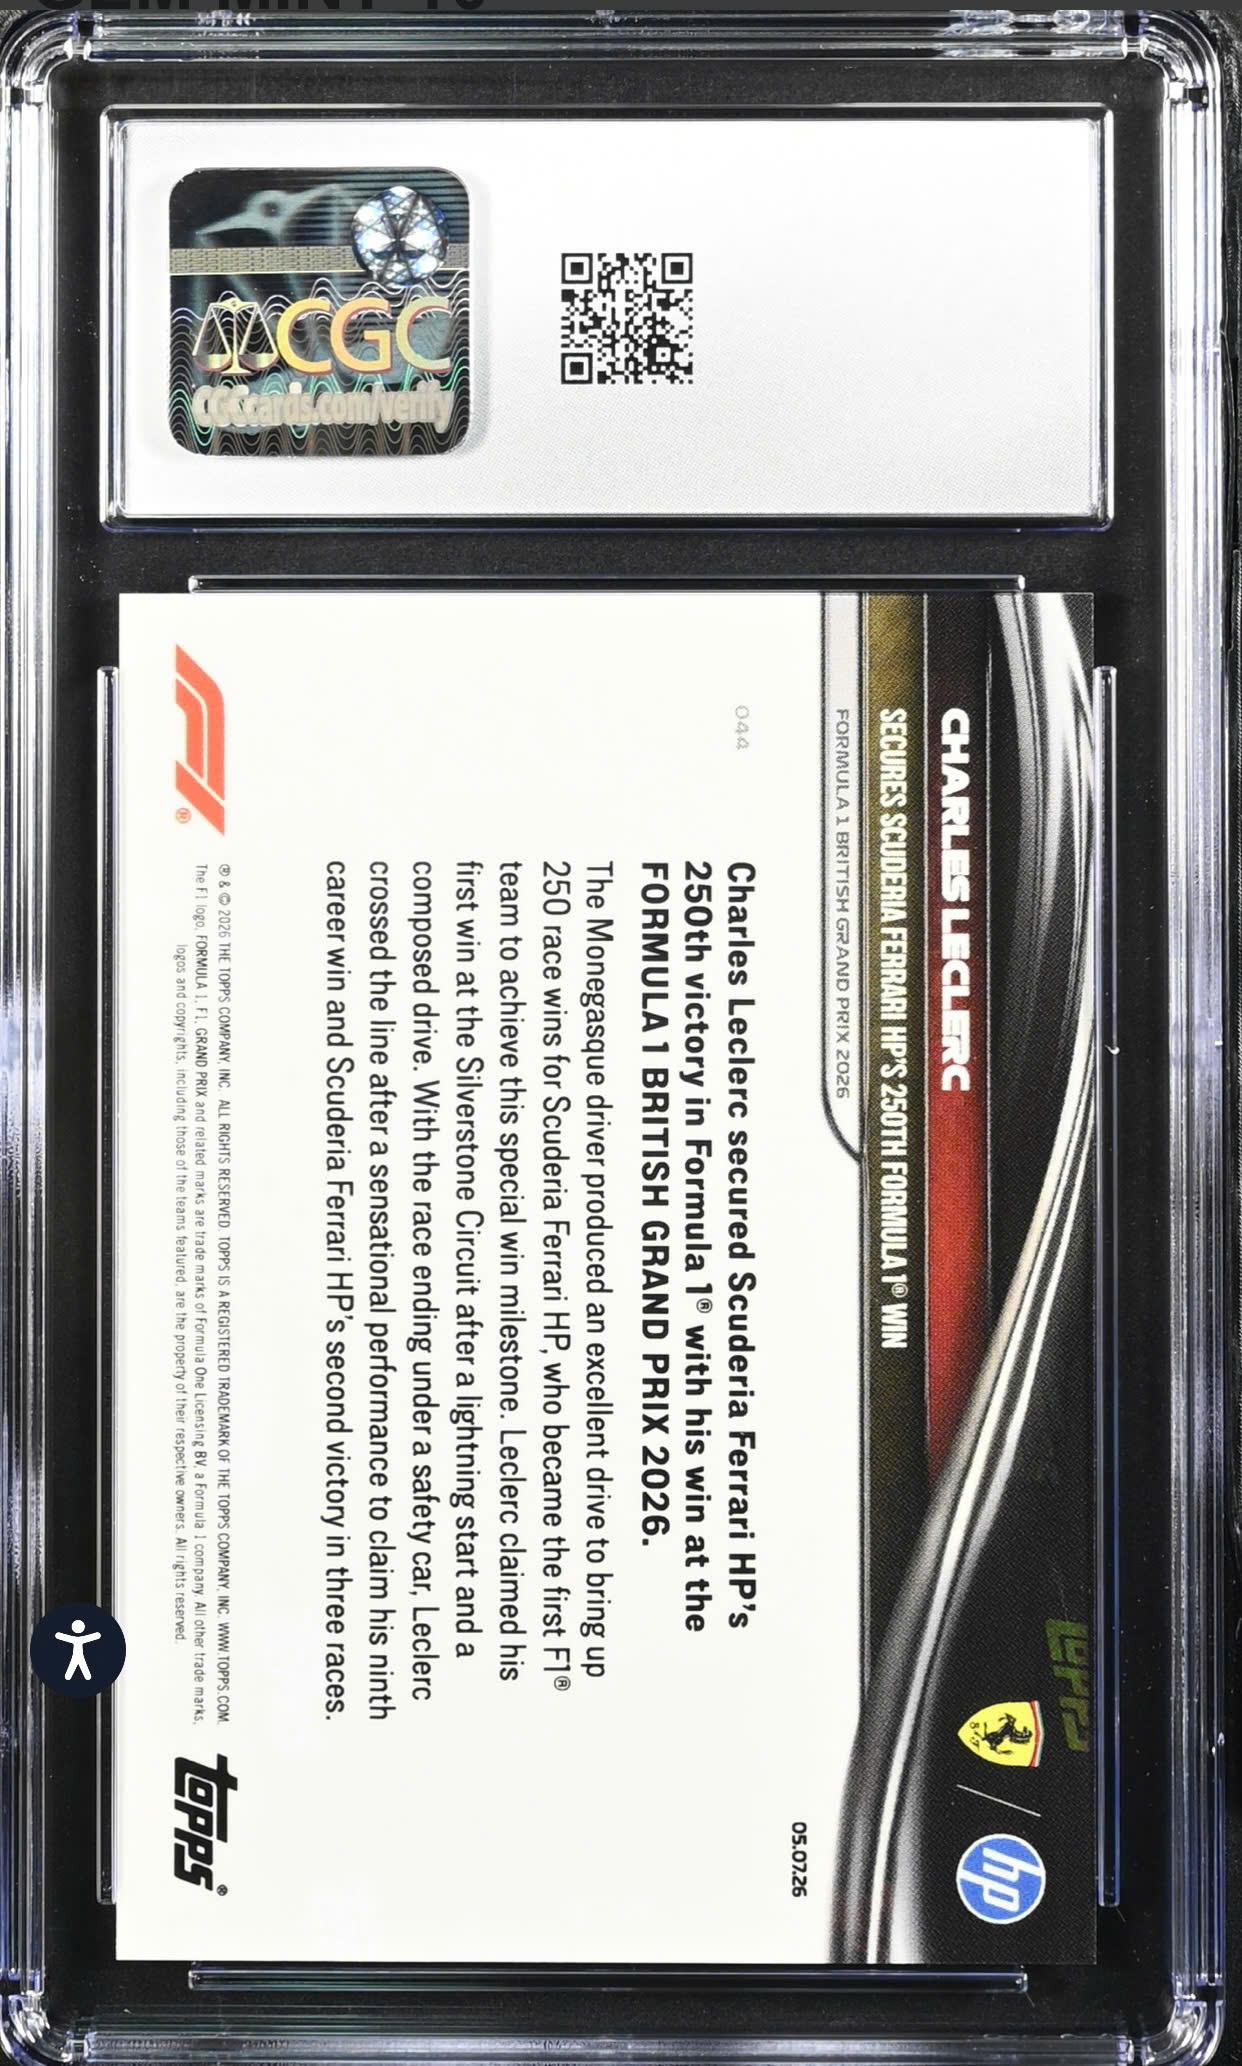 CGC
CGCcards.com/verify
CHARLES LECLERC
SECURES SCUDERIA FERRARI HP'S 250TH FORMULA 1® WIN
FORMULA 1 BRITISH GRAND PRIX 2026
topps
hp
05.07.26
044
Charles Leclerc secured Scuderia Ferrari HP's
250th victory in Formula 1® with his win at the
FORMULA 1 BRITISH GRAND PRIX 2026.
The Monegasque driver produced an excellent drive to bring up
250 race wins for Scuderia Ferrari HP, who became the first F1®
team to achieve this special win milestone. Leclerc claimed his
first win at the Silverstone Circuit after a lightning start and a
composed drive. With the race ending under a safety car, Leclerc
crossed the line after a sensational performance to claim his ninth
career win and Scuderia Ferrari HP's second victory in three races.
F1®
® & © 2026 THE TOPPS COMPANY, INC. ALL RIGHTS RESERVED. TOPPS IS A REGISTERED TRADEMARK OF THE TOPPS COMPANY, INC. WWW.TOPPS.COM.
The F1 logo, FORMULA 1, F1, GRAND PRIX and related marks are trade marks of Formula One Licensing BV, a Formula 1 company. All other trade marks,
logos and copyrights, including those of the teams featured, are the property of their respective owners. All rights reserved.
topps®